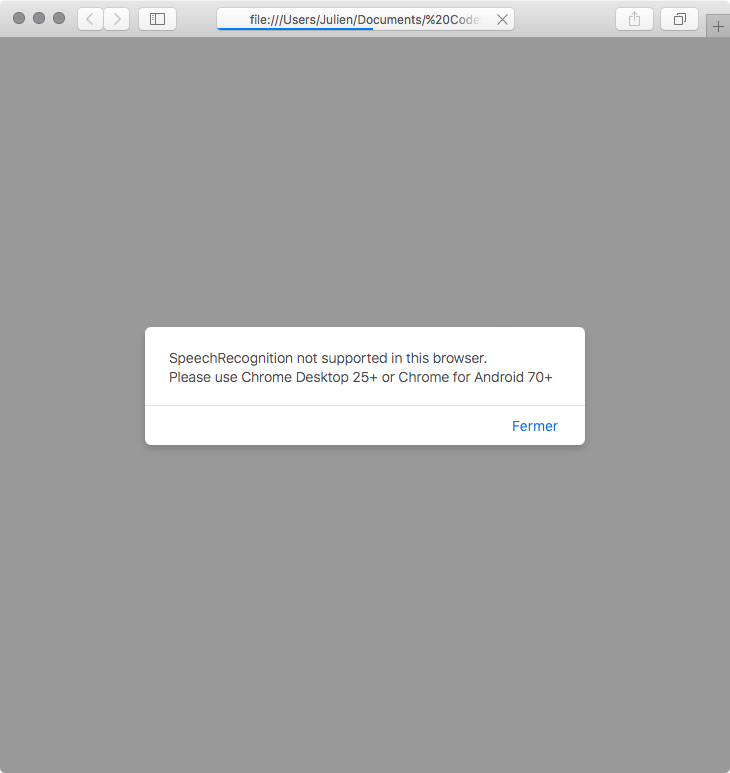 file:///Users/Julien/Documents/%20Code
SpeechRecognition not supported in this browser.
Please use Chrome Desktop 25+ or Chrome for Android 70+
Fermer